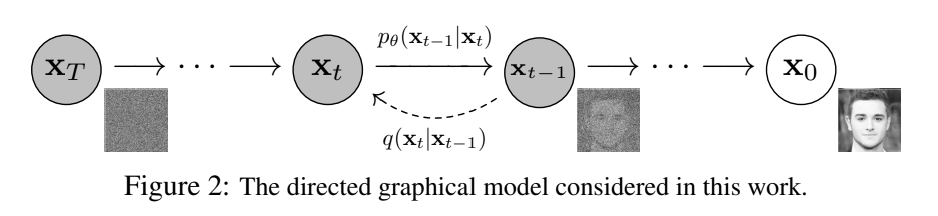 p_θ(x_{t−1}|x_t)
x_T → ··· → x_t → x_{t−1} → ··· → x_0
q(x_t|x_{t−1})
Figure 2: The directed graphical model considered in this work.